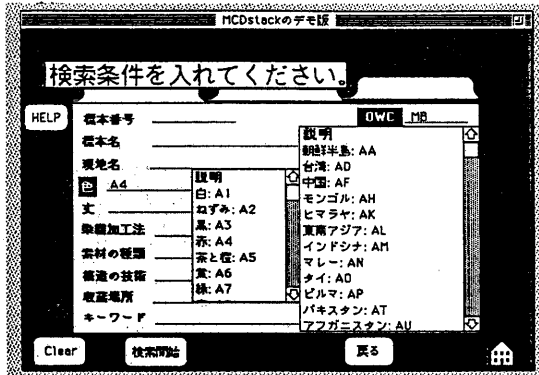 MCDstackのデモ版
検索条件を入れてください。
HELP
標本番号
OWC MB
標本名
現地名
色 A4
丈
染織加工法
素材の種類
構造の技術
収蔵場所
キーワード
説明
白: A1
ねずみ: A2
黒: A3
赤: A4
茶と橙: A5
黄: A6
緑: A7
説明
朝鮮半島: AA
台湾: AD
中国: AF
モンゴル: AH
ヒマラヤ: AK
東南アジア: AL
インドシナ: AM
マレー: AN
タイ: AO
ビルマ: AP
パキスタン: AT
アフガニスタン: AU
Clear
検索開始
戻る